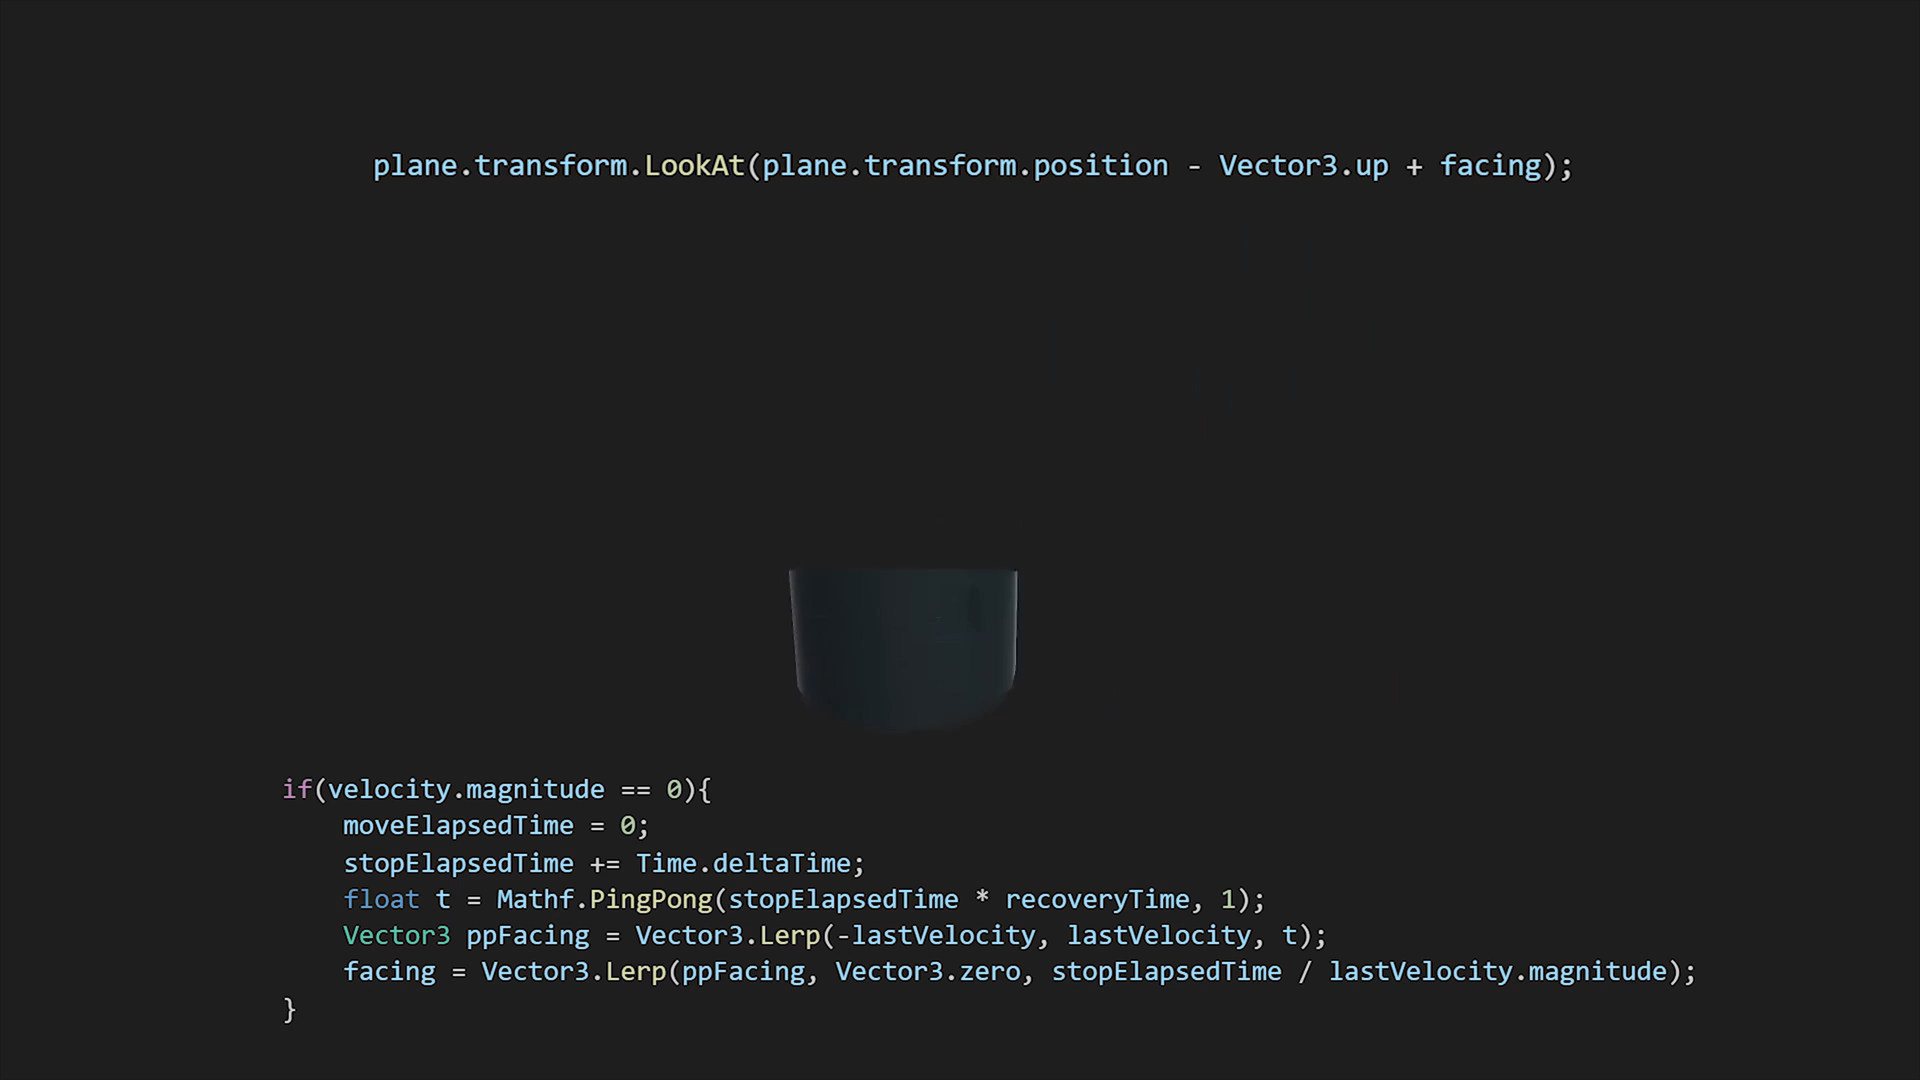 plane.transform.LookAt(plane.transform.position - Vector3.up + facing);
if(velocity.magnitude == 0){
    moveElapsedTime = 0;
    stopElapsedTime += Time.deltaTime;
    float t = Mathf.PingPong(stopElapsedTime * recoveryTime, 1);
    Vector3 ppFacing = Vector3.Lerp(-lastVelocity, lastVelocity, t);
    facing = Vector3.Lerp(ppFacing, Vector3.zero, stopElapsedTime / lastVelocity.magnitude);
}